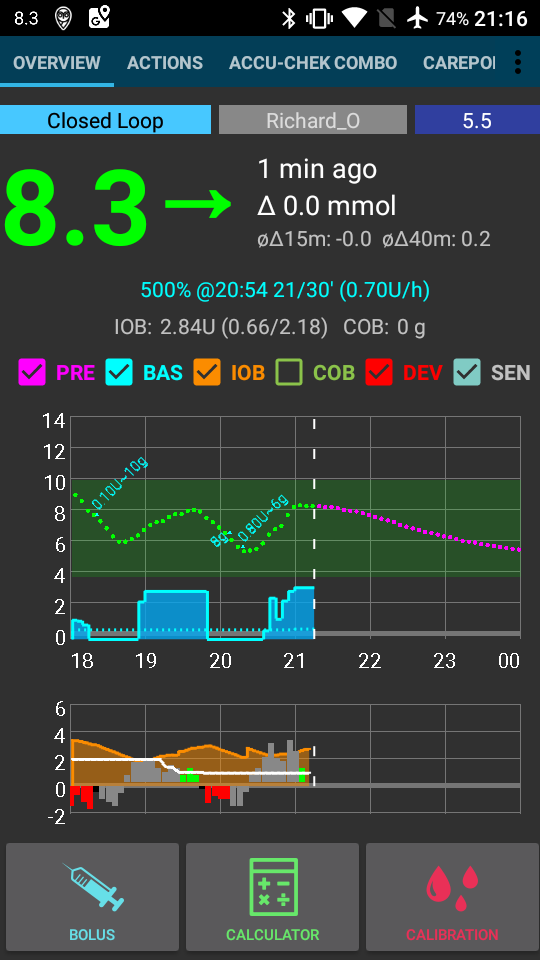 8.3 G 74% 21:16
OVERVIEW ACTIONS ACCU-CHEK COMBO CAREPOI
Closed Loop Richard_O 5.5
8.3 → 1 min ago
Δ 0.0 mmol
øΔ15m: -0.0 øΔ40m: 0.2
500% @20:54 21/30' (0.70U/h)
IOB: 2.84U (0.66/2.18) COB: 0 g
PRE BAS IOB COB DEV SEN
14
12
10
8
6
4
2
0
0.10U~10g
8g~
0.80U~6g
18 19 20 21 22 23 00
6
4
2
0
-2
BOLUS CALCULATOR CALIBRATION